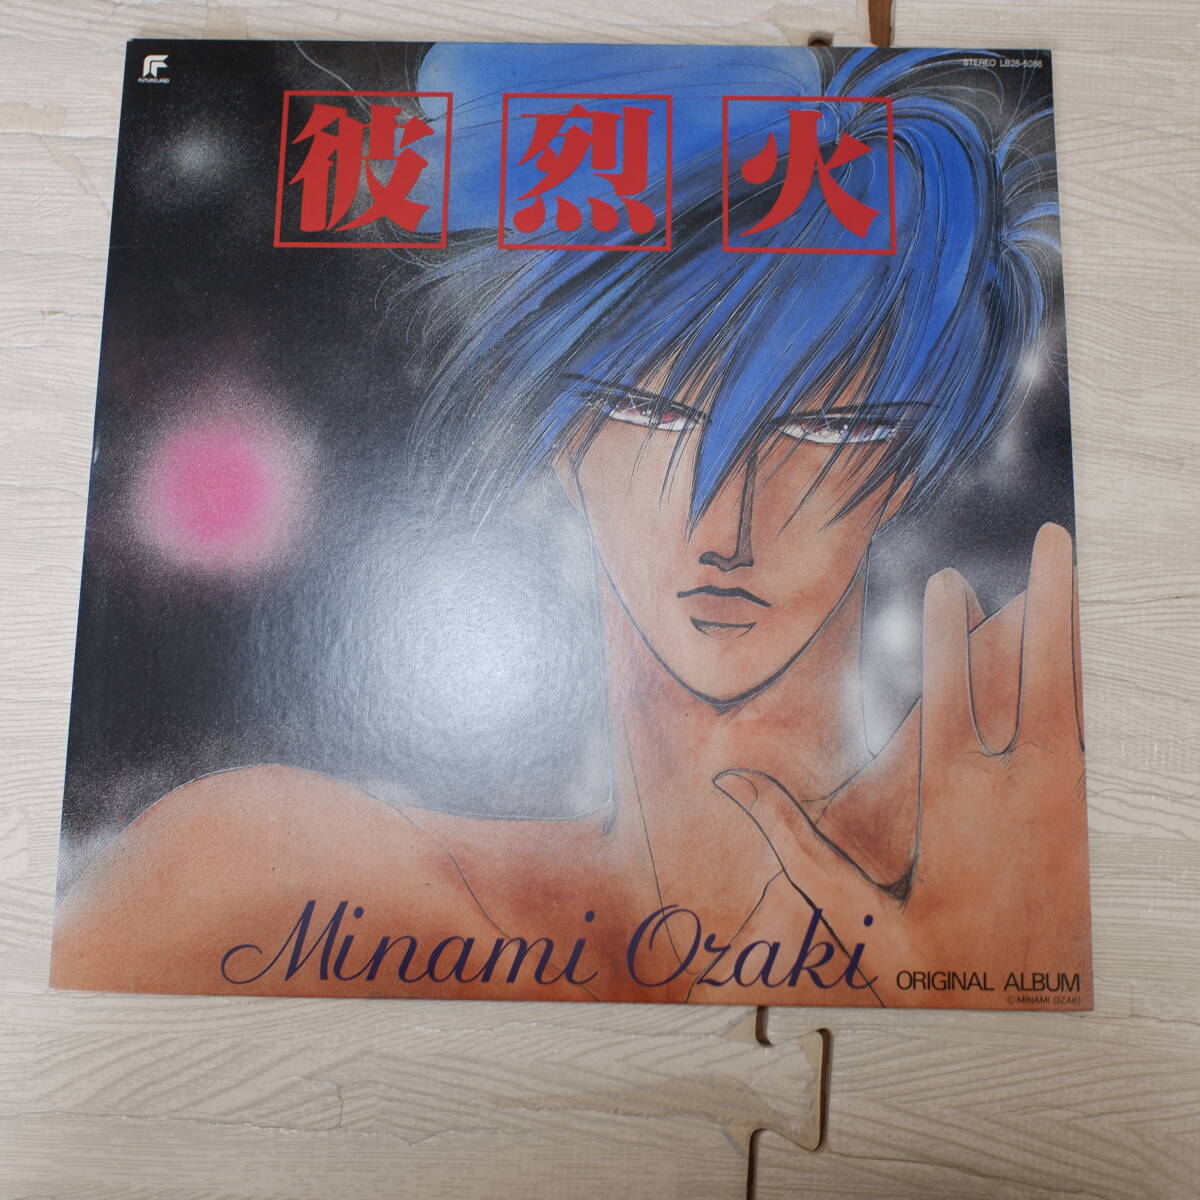 FUTURELAND
STEREO LB28-5086
彼烈火
Minami Ozaki
ORIGINAL ALBUM
©MINAMI OZAKI